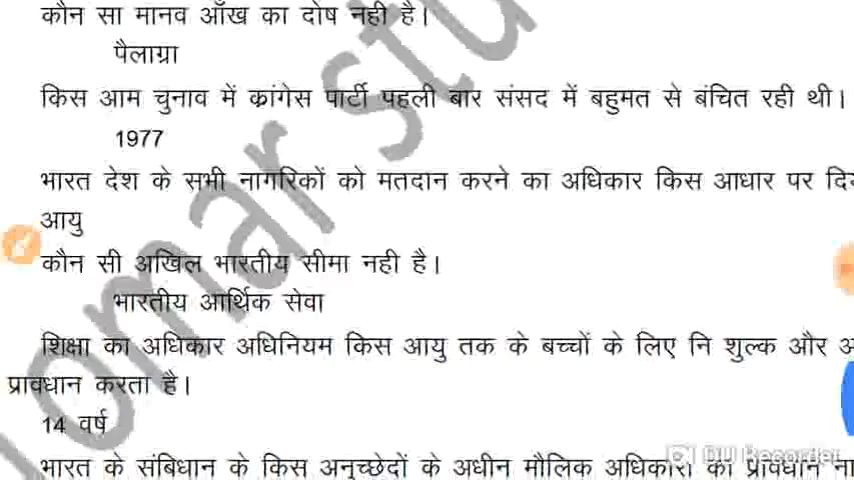 कौन सा मानव आँख का दोष नही है।
पैलाग्रा
किस आम चुनाव में कांगेस पार्टी पहली बार संसद में बहुमत से बंचित रही थी।
1977
भारत देश के सभी नागरिकों को मतदान करने का अधिकार किस आधार पर
आयु
कौन सी अखिल भारतीय सीमा नही है।
भारतीय आर्थिक सेवा
शिक्षा का अधिकार अधिनियम किस आयु तक के बच्चों के लिए नि शुल्क और
प्रावधान करता है।
14 वर्ष
भारत के संबिधान के किस अनुच्छेदों के अधीन मौलिक अधिकारों का प्रावधान
DU Recorder
omar stu